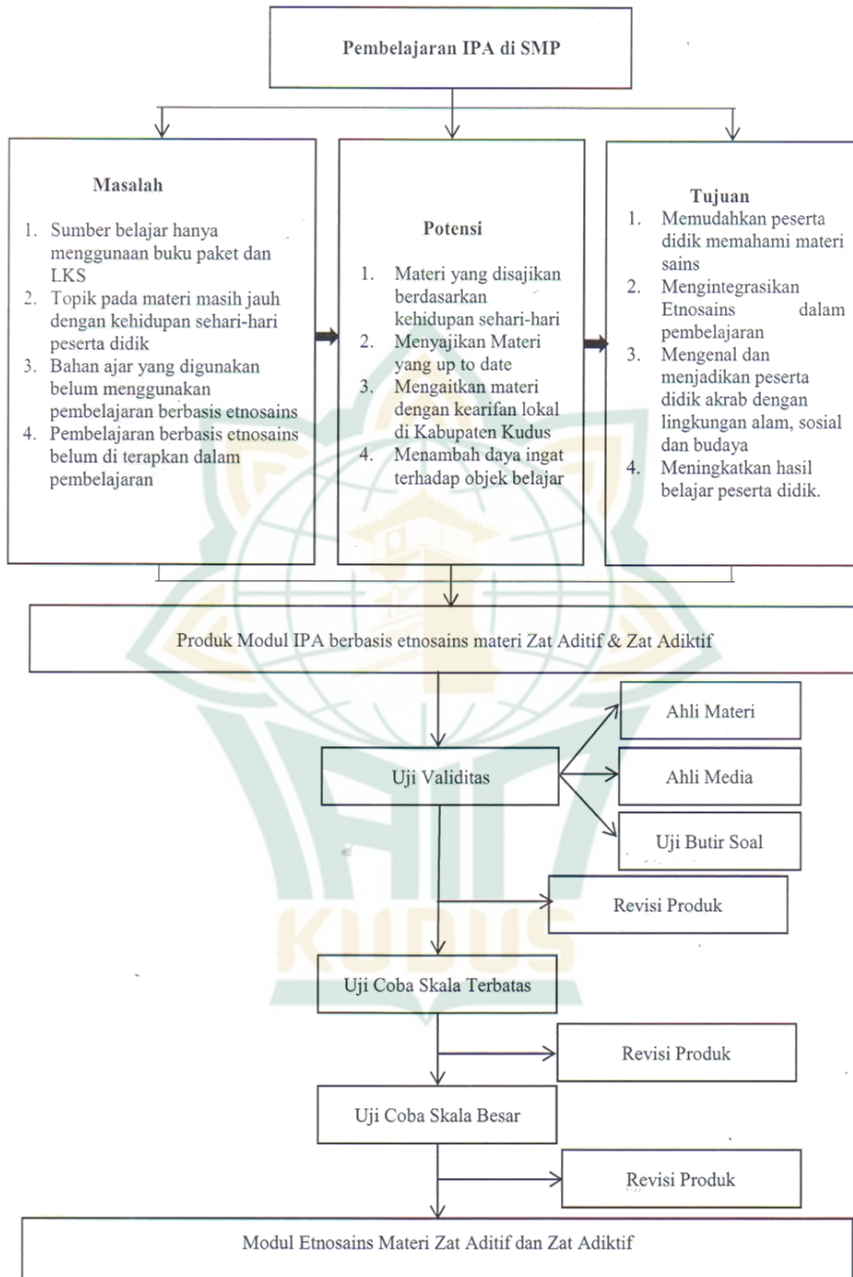 Pembelajaran IPA di SMP
Masalah
1. Sumber belajar hanya
menggunaan buku paket dan
LKS
2. Topik pada materi masih jauh
dengan kehidupan sehari-hari
peserta didik
3. Bahan ajar yang digunakan
belum menggunakan
pembelajaran berbasis etnosains
4. Pembelajaran berbasis etnosains
belum di terapkan dalam
pembelajaran
Potensi
1. Materi yang disajikan
berdasarkan
kehidupan sehari-hari
2. Menyajikan Materi
yang up to date
3. Mengaitkan materi
dengan kearifan lokal
di Kabupaten Kudus
4. Menambah daya ingat
terhadap objek belajar
Tujuan
1. Memudahkan peserta
didik memahami materi
sains
2. Mengintegrasikan
Etnosains dalam
pembelajaran
3. Mengenal dan
menjadikan peserta
didik akrab dengan
lingkungan alam, sosial
dan budaya
4. Meningkatkan hasil
belajar peserta didik.
Produk Modul IPA berbasis etnosains materi Zat Aditif & Zat Adiktif
Uji Validitas
Ahli Materi
Ahli Media
Uji Butir Soal
Revisi Produk
Uji Coba Skala Terbatas
Revisi Produk
Uji Coba Skala Besar
Revisi Produk
Modul Etnosains Materi Zat Aditif dan Zat Adiktif
IAIN
KUDUS